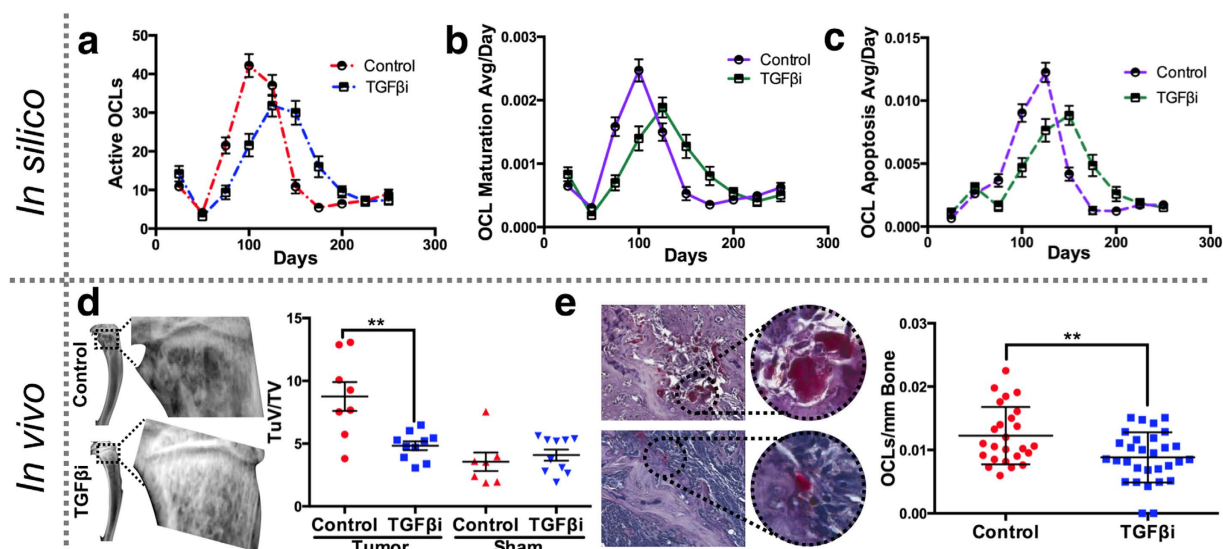 In silico
a
Active OCLs
50
40
30
20
10
0
0
100
200
300
Days
Control
TGFβi
b
OCL Maturation Avg/Day
0.003
0.002
0.001
0.000
0
100
200
300
Days
Control
TGFβi
c
OCL Apoptosis Avg/Day
0.015
0.010
0.005
0.000
0
100
200
300
Days
Control
TGFβi
In vivo
d
Control
TGFβi
TuV/TV
15
10
5
0
**
Control TGFβi Control TGFβi
Tumor Sham
e
OCLs/mm Bone
0.03
0.02
0.01
0.00
**
Control TGFβi